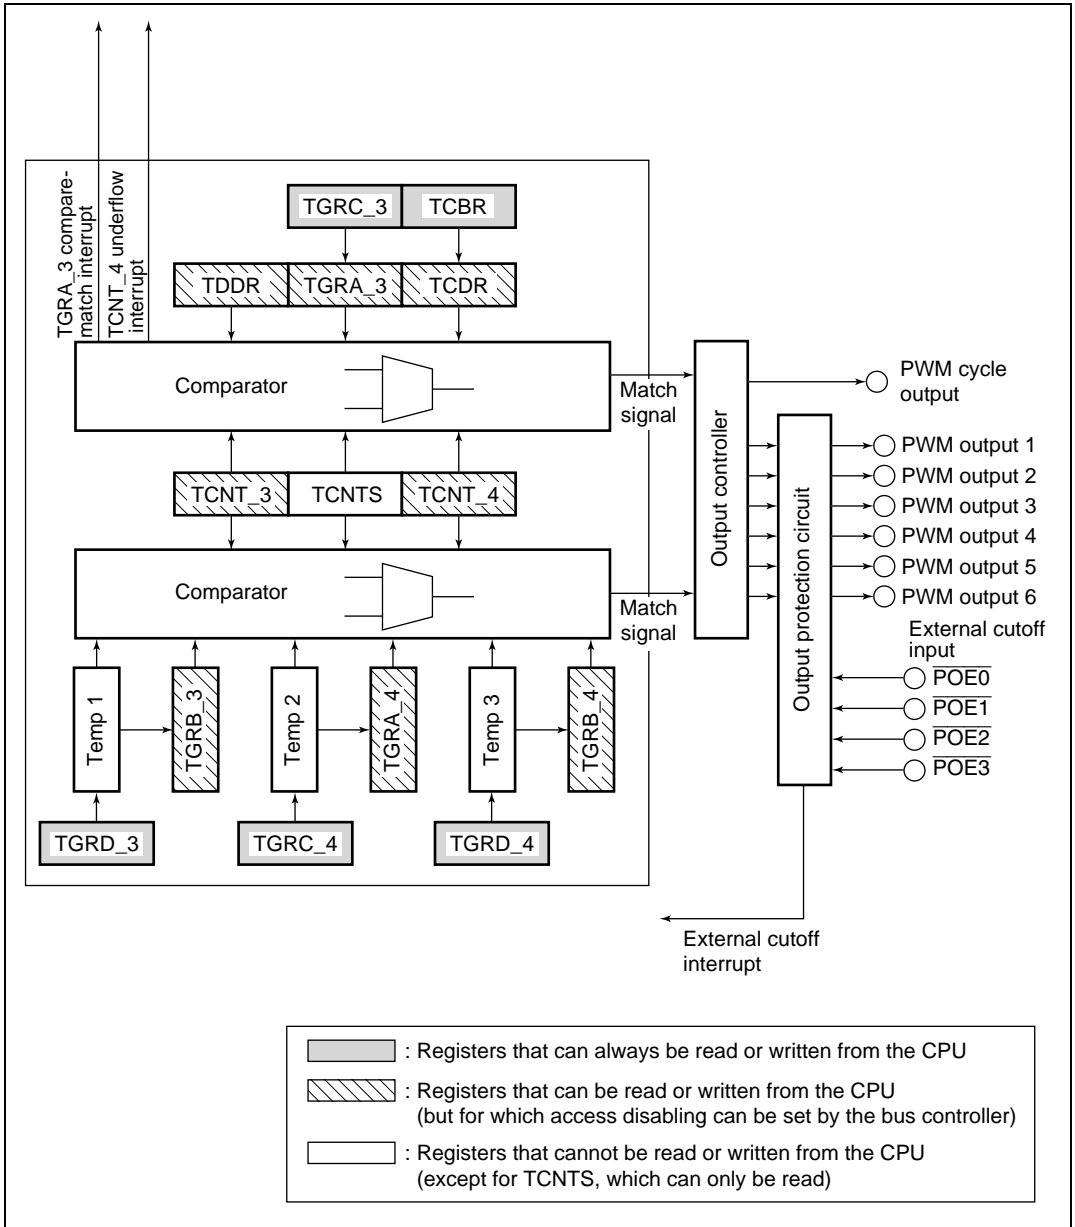 TGRA_3 compare-
match interrupt
TCNT_4 underflow
interrupt
TGRC_3
TCBR
TDDR
TGRA_3
TCDR
Comparator
Match
signal
PWM cycle
output
Output controller
Output protection circuit
PWM output 1
PWM output 2
PWM output 3
PWM output 4
PWM output 5
PWM output 6
TCNT_3
TCNTS
TCNT_4
Comparator
Match
signal
External cutoff
input
POE0
POE1
POE2
POE3
Temp 1
TGRB_3
Temp 2
TGRA_4
Temp 3
TGRB_4
TGRD_3
TGRC_4
TGRD_4
External cutoff
interrupt
: Registers that can always be read or written from the CPU
: Registers that can be read or written from the CPU
(but for which access disabling can be set by the bus controller)
: Registers that cannot be read or written from the CPU
(except for TCNTS, which can only be read)